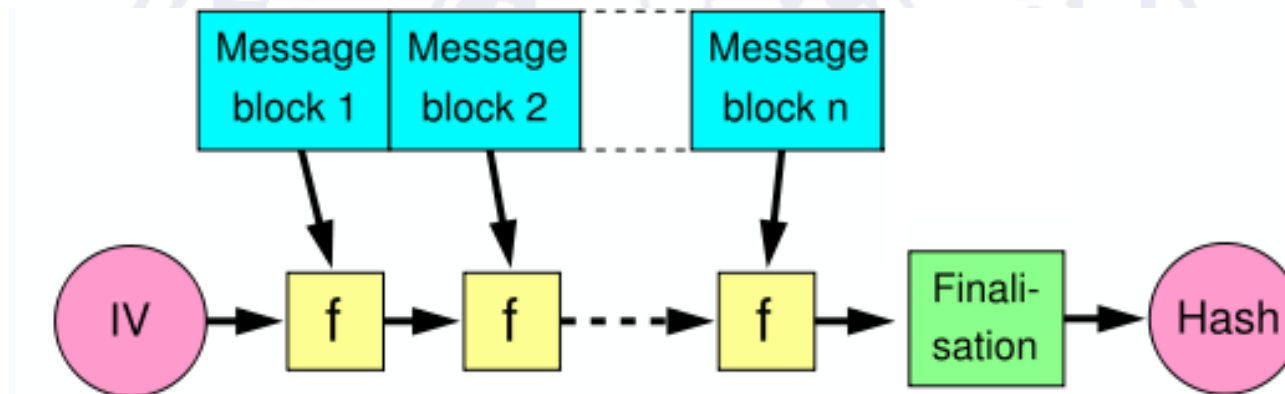 Message
block 1
Message
block 2
Message
block n
IV
f
f
f
Finali-
sation
Hash